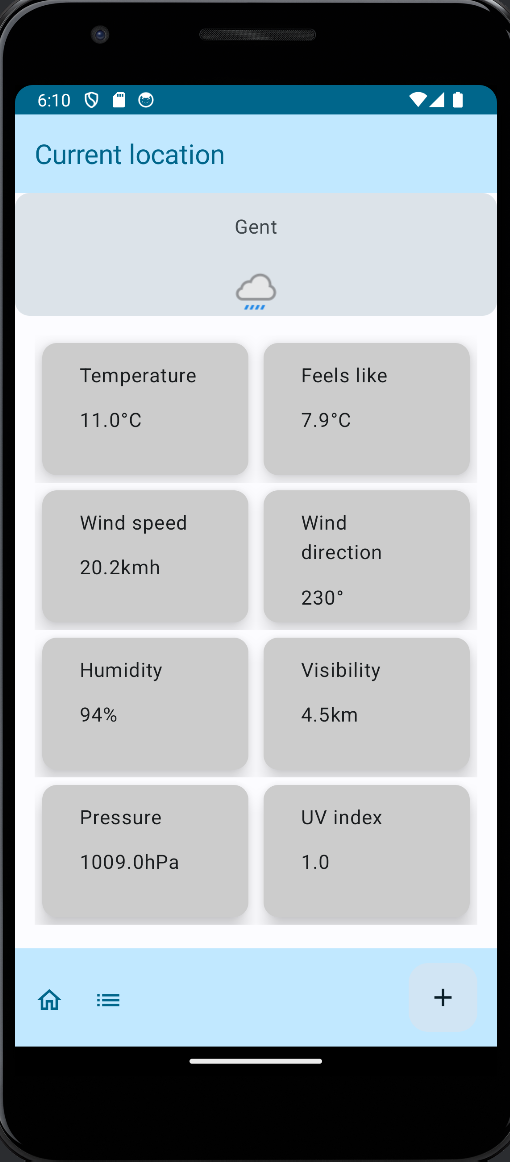 6:10
Current location
Gent
Temperature
11.0°C
Feels like
7.9°C
Wind speed
20.2kmh
Wind
direction
230°
Humidity
94%
Visibility
4.5km
Pressure
1009.0hPa
UV index
1.0